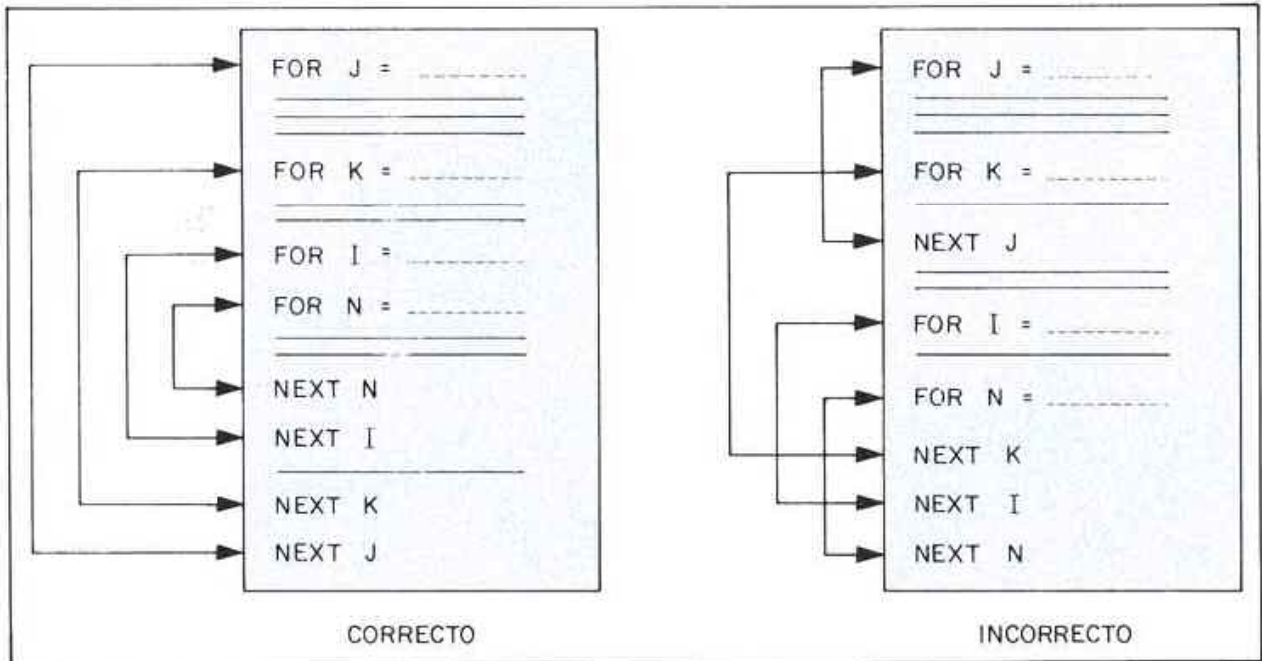 FOR J =
FOR K =
FOR I =
FOR N =
NEXT N
NEXT I
NEXT K
NEXT J
CORRECTO
FOR J =
FOR K =
NEXT J
FOR I =
FOR N =
NEXT K
NEXT I
NEXT N
INCORRECTO